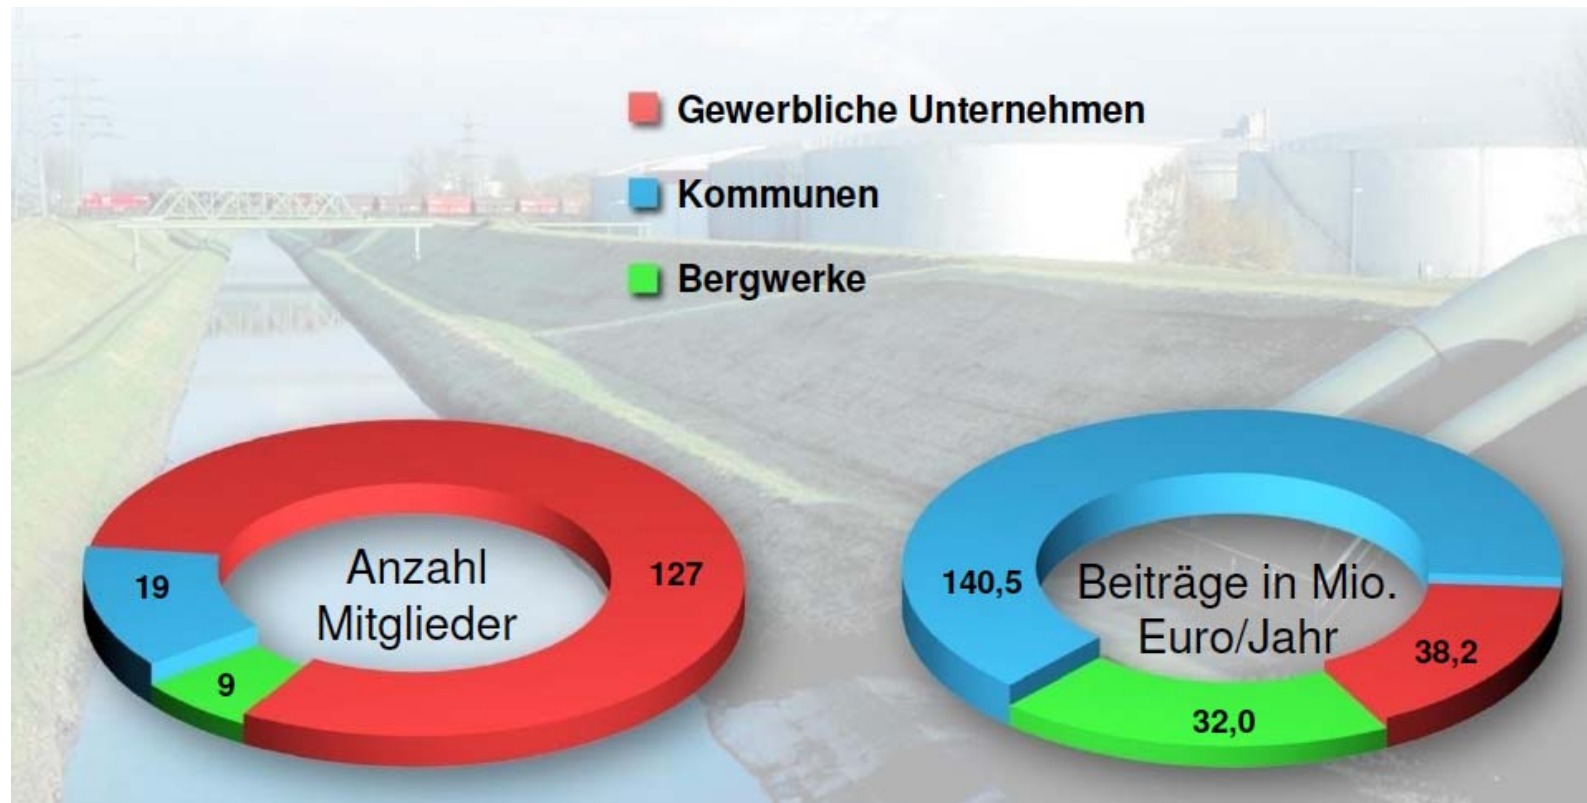 Gewerbliche Unternehmen
Kommunen
Bergwerke
19
Anzahl
Mitglieder
127
9
140,5
Beiträge in Mio.
Euro/Jahr
38,2
32,0